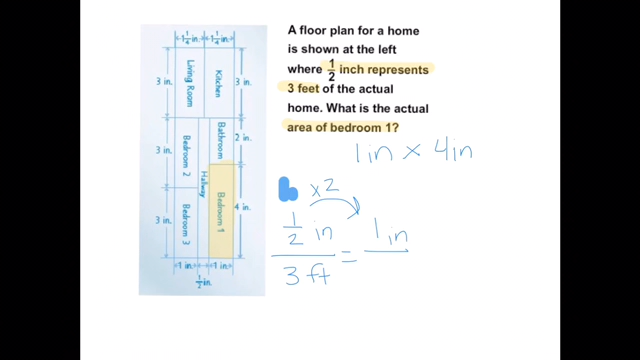 1 1/4 in. 1 1/4 in.
3 in. Living Room Kitchen 3 in.
Bathroom 2 in.
3 in. Bedroom 2 Hallway Bedroom 1 4 in.
3 in. Bedroom 3
1 in. 1 in.
1/2 in.
A floor plan for a home
is shown at the left
where 1/2 inch represents
3 feet of the actual
home. What is the actual
area of bedroom 1?
1 in x 4 in
x2
1/2 in = 1 in
3 ft